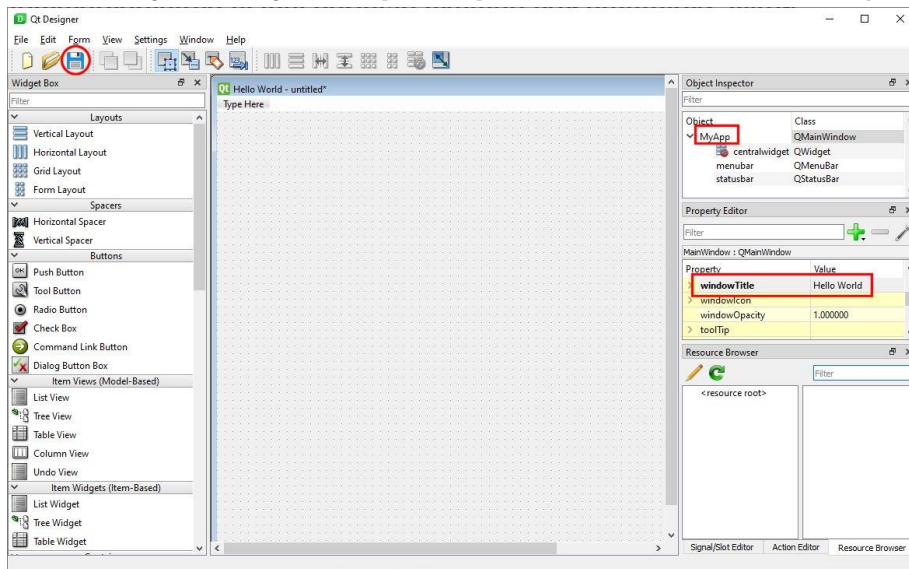 Qt Designer
File Edit Form View Settings Window Help
Widget Box
Filter
Layouts
Vertical Layout
Horizontal Layout
Grid Layout
Form Layout
Spacers
Horizontal Spacer
Vertical Spacer
Buttons
Push Button
Tool Button
Radio Button
Check Box
Command Link Button
Dialog Button Box
Item Views (Model-Based)
List View
Tree View
Table View
Column View
Undo View
Item Widgets (Item-Based)
List Widget
Tree Widget
Table Widget
Qt Hello World - untitled*
Type Here
Object Inspector
Filter
Object Class
MyApp QMainWindow
centralwidget QWidget
menubar QMenuBar
statusbar QStatusBar
Property Editor
Filter
MainWindow : QMainWindow
Property Value
windowTitle Hello World
windowIcon
windowOpacity 1.000000
toolTip
Resource Browser
Filter
<resource root>
Signal/Slot Editor Action Editor Resource Browser